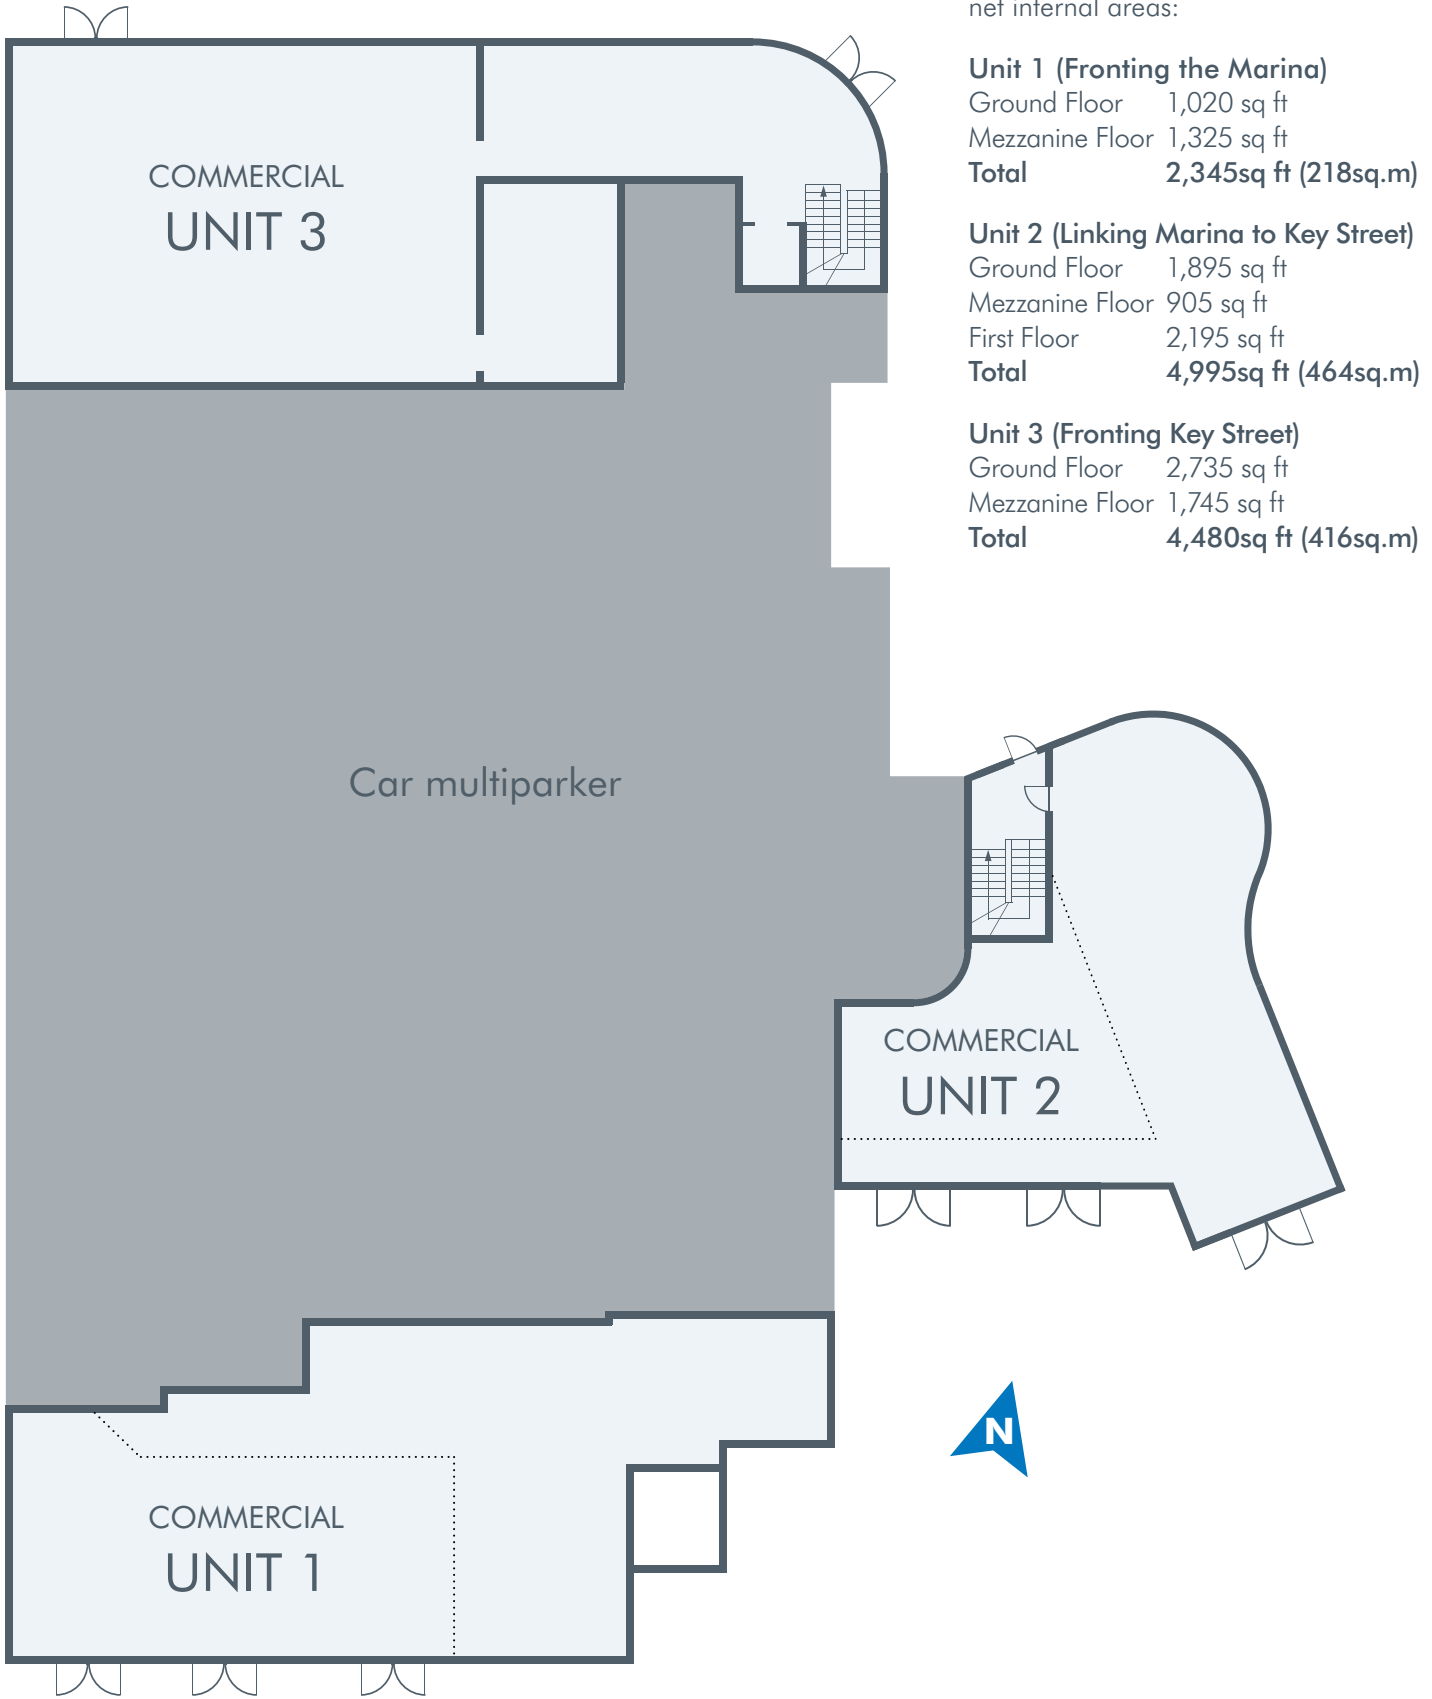 net internal areas:
Unit 1 (Fronting the Marina)
Ground Floor 1,020 sq ft
Mezzanine Floor 1,325 sq ft
Total 2,345sq ft (218sq.m)
Unit 2 (Linking Marina to Key Street)
Ground Floor 1,895 sq ft
Mezzanine Floor 905 sq ft
First Floor 2,195 sq ft
Total 4,995sq ft (464sq.m)
Unit 3 (Fronting Key Street)
Ground Floor 2,735 sq ft
Mezzanine Floor 1,745 sq ft
Total 4,480sq ft (416sq.m)
COMMERCIAL
UNIT 3
Car multiparker
COMMERCIAL
UNIT 2
N
COMMERCIAL
UNIT 1